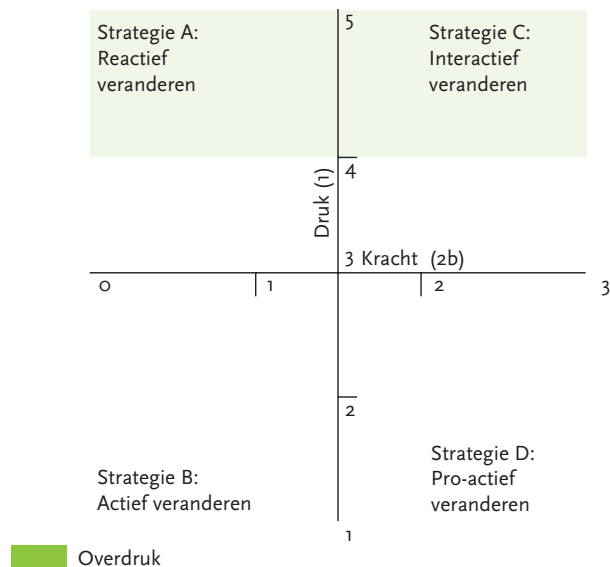 Strategie A:
Reactief
veranderen
5
Strategie C:
Interactief
veranderen
4
Druk (1)
3 Kracht (2b)
0
1
2
3
2
Strategie B:
Actief veranderen
Strategie D:
Pro-actief
veranderen
1
Overdruk